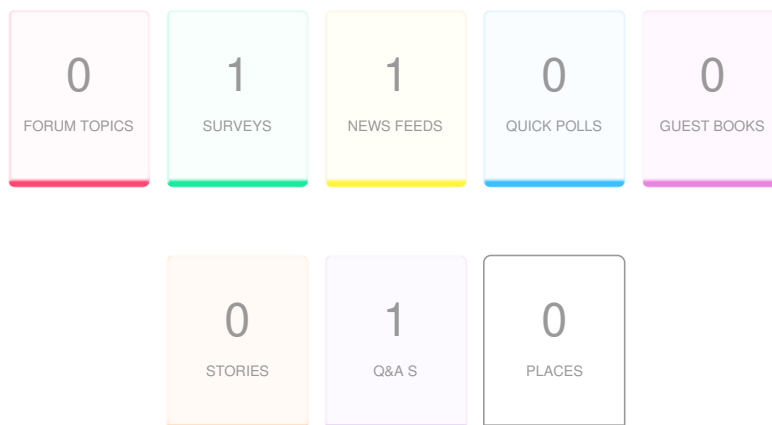 0 1 1 0 0
FORUM TOPICS SURVEYS NEWS FEEDS QUICK POLLS GUEST BOOKS
0 1 0
STORIES Q&A S PLACES